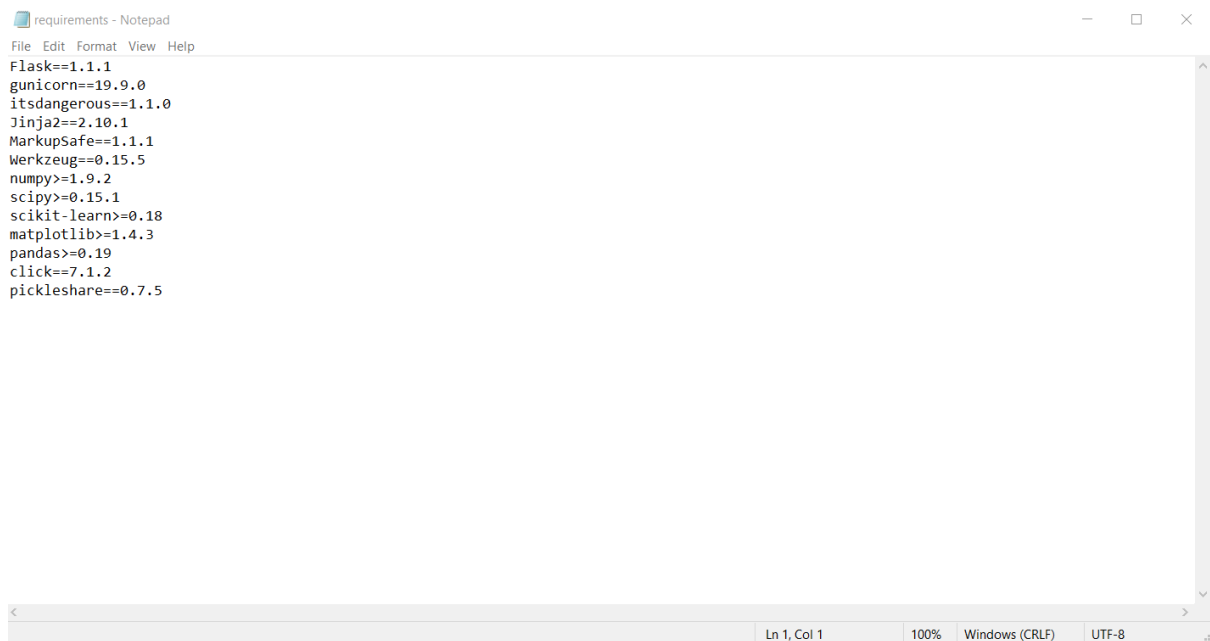 requirements - Notepad
File Edit Format View Help
Flask==1.1.1
gunicorn==19.9.0
itsdangerous==1.1.0
Jinja2==2.10.1
MarkupSafe==1.1.1
Werkzeug==0.15.5
numpy>=1.9.2
scipy>=0.15.1
scikit-learn>=0.18
matplotlib>=1.4.3
pandas>=0.19
click==7.1.2
pickleshare==0.7.5
Ln 1, Col 1 100% Windows (CRLF) UTF-8